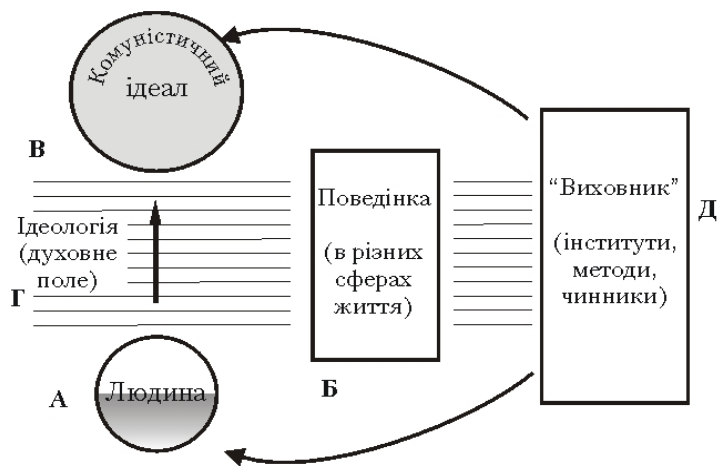 Комуністичний
ідеал
В
Ідеологія
(духовне
поле)
Г
А
Людина
Поведінка
(в різних
сферах
життя)
Б
“Виховник”
(інститути,
методи,
чинники)
Д